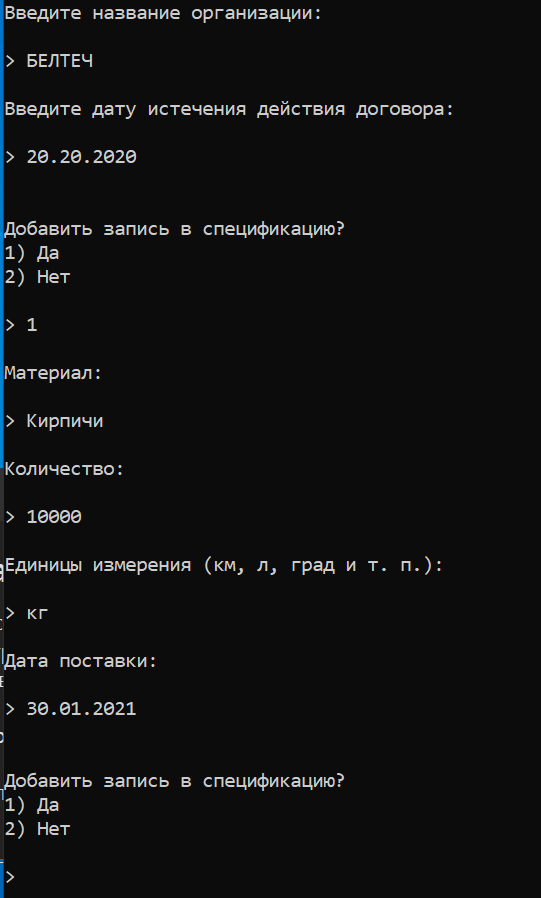 Введите название организации:
> БЕЛТЕЧ
Введите дату истечения действия договора:
> 20.20.2020
Добавить запись в спецификацию?
1) Да
2) Нет
> 1
Материал:
> Кирпичи
Количество:
> 10000
Единицы измерения (км, л, град и т. п.):
> кг
Дата поставки:
> 30.01.2021
Добавить запись в спецификацию?
1) Да
2) Нет
>